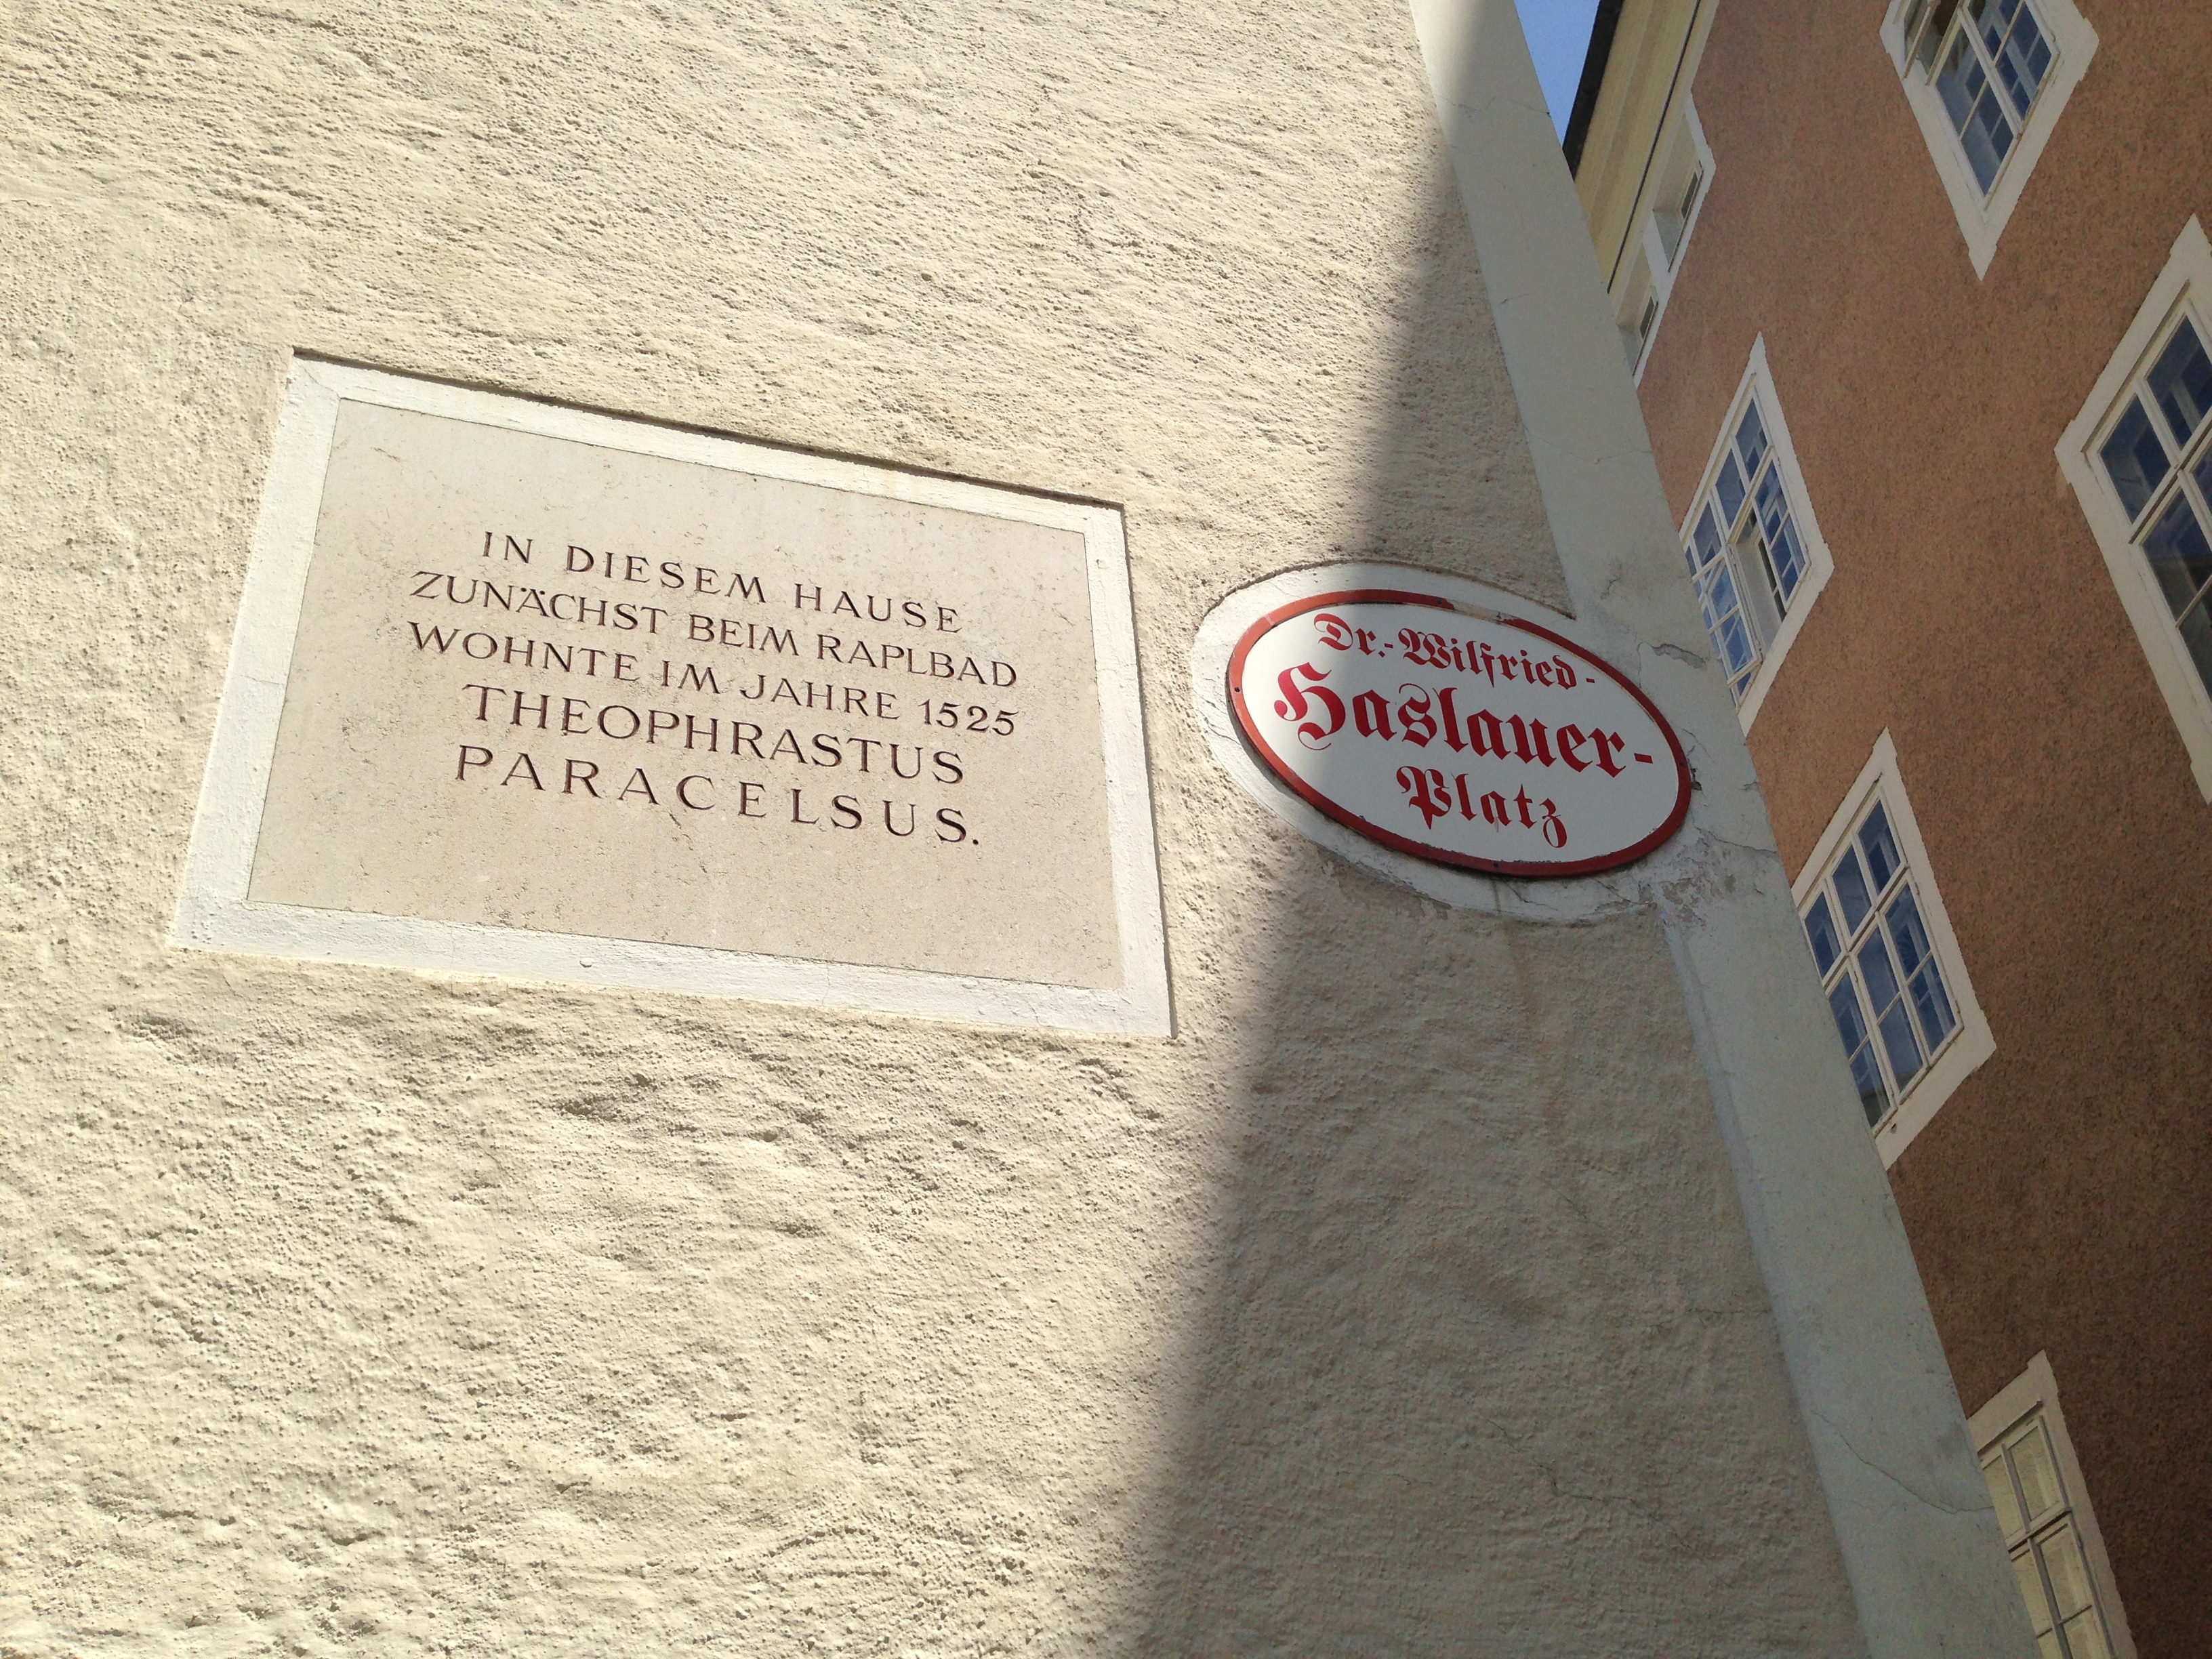 IN DIESEM HAUSE
ZUNÄCHST BEIM RAPLBAD
WOHNTE IM JAHRE 1525
THEOPHRASTUS
PARACELSUS.
Dr.-Wilfried-
Haslauer-
Platz